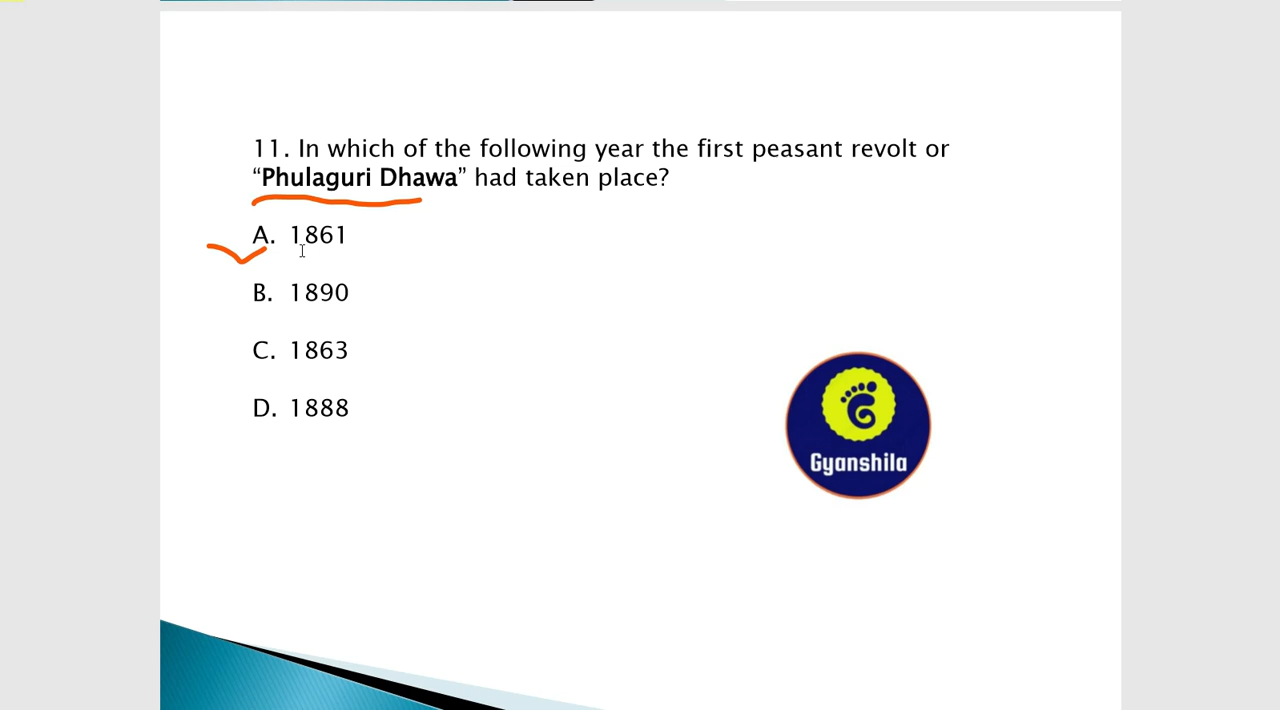 11. In which of the following year the first peasant revolt or
“Phulaguri Dhawa” had taken place?
A. 1861
B. 1890
C. 1863
D. 1888
Gyanshila